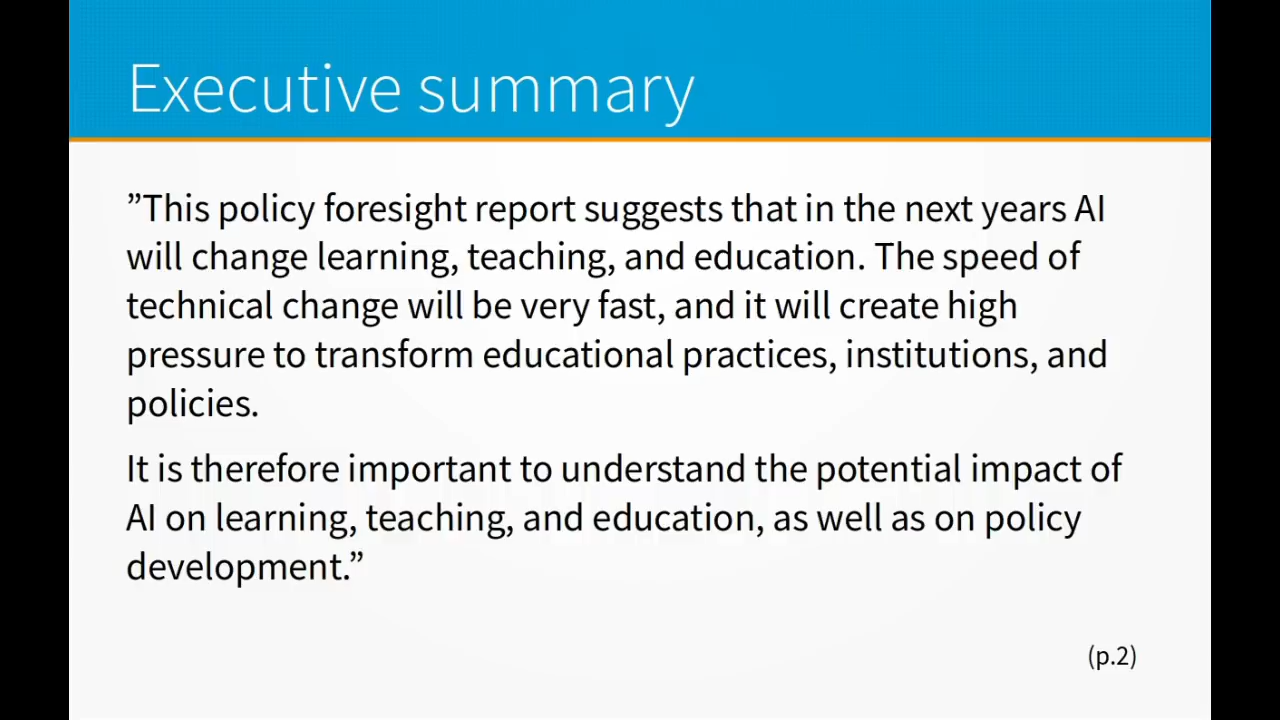 Executive summary
”This policy foresight report suggests that in the next years AI
will change learning, teaching, and education. The speed of
technical change will be very fast, and it will create high
pressure to transform educational practices, institutions, and
policies.
It is therefore important to understand the potential impact of
AI on learning, teaching, and education, as well as on policy
development.”
(p.2)